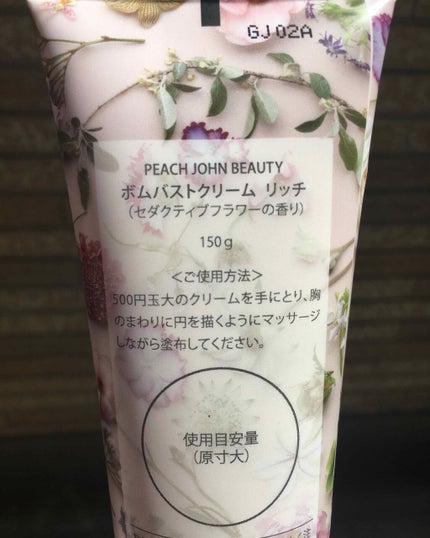 GJ 02A
PEACH JOHN BEAUTY
ボムバストクリーム リッチ
（セダクティブフラワーの香り）
150g
＜ご使用方法＞
500円玉大のクリームを手にとり、胸
のまわりに円を描くようにマッサージ
しながら塗布してください。
使用目安量
（原寸大）